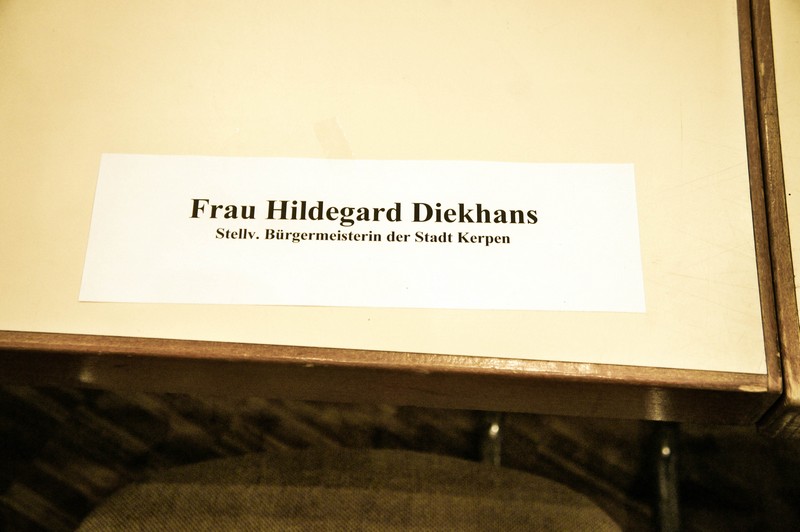 Frau Hildegard Diekhans
Stellv. Bürgermeisterin der Stadt Kerpen